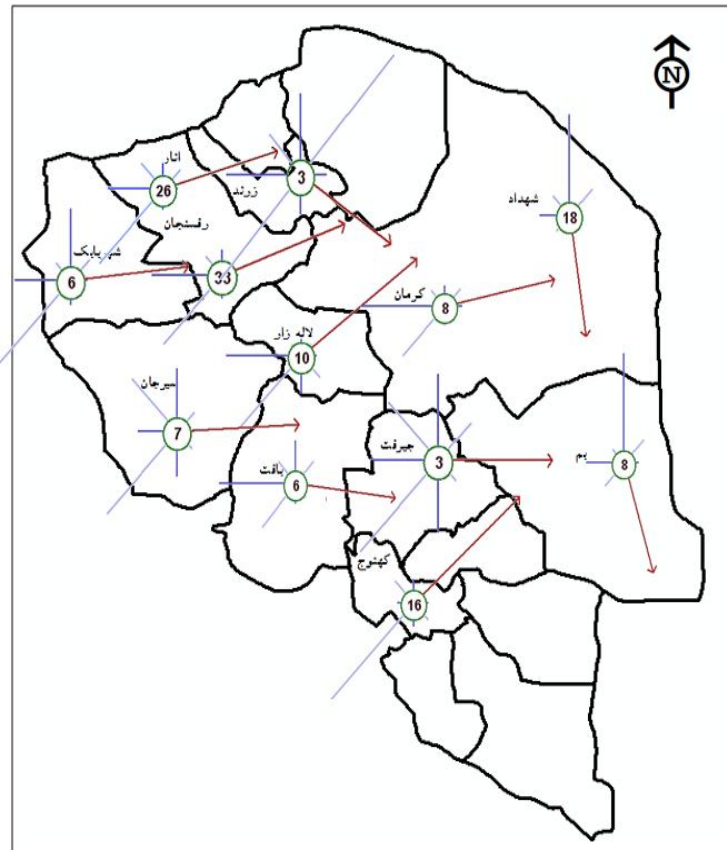 N
انار
26
زرند
3
شهداد
18
رفسنجان
شهربابک
6
33
کرمان
8
لاله زار
10
سیرجان
7
جیرفت
3
بم
8
بافت
6
کهنوج
16